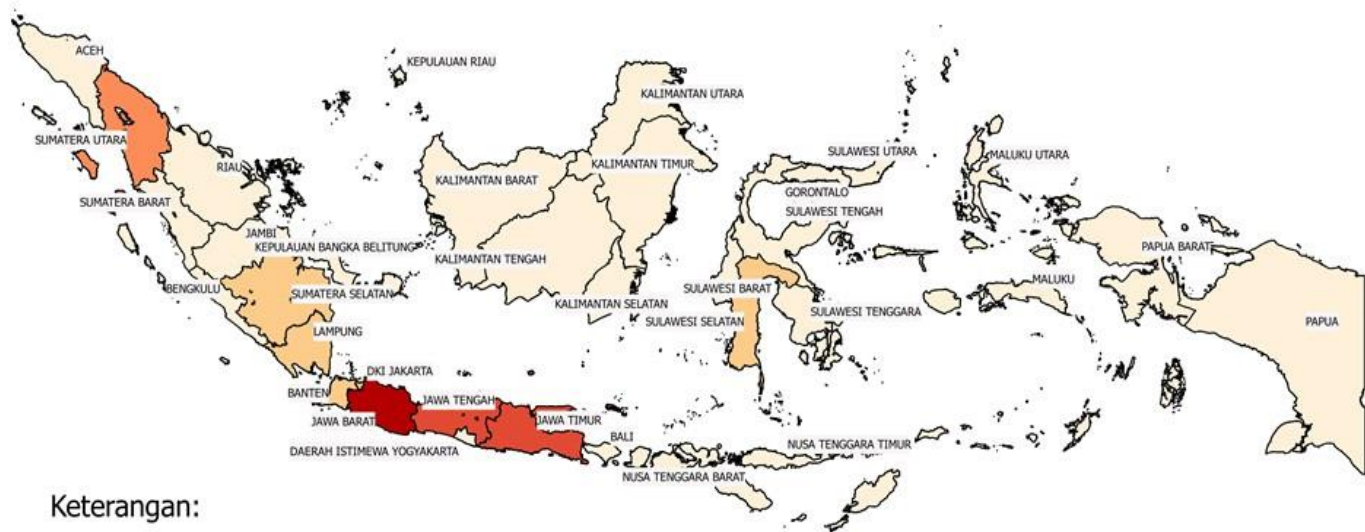 ACEH
KEPULAUAN RIAU
KALIMANTAN UTARA
SUMATERA UTARA
SULAWESI UTARA
MALUKU UTARA
RIAU
KALIMANTAN TIMUR
KALIMANTAN BARAT
SUMATERA BARAT
GORONTALO
SULAWESI TENGAH
JAMBI
KEPULAUAN BANGKA BELITUNG
PAPUA BARAT
KALIMANTAN TENGAH
BENGKULU
SUMATERA SELATAN
SULAWESI BARAT
MALUKU
KALIMANTAN SELATAN
SULAWESI TENGGARA
SULAWESI SELATAN
PAPUA
LAMPUNG
DKI JAKARTA
BANTEN
JAWA TENGAH
JAWA BARAT
JAWA TIMUR
BALI
DAERAH ISTIMEWA YOGYAKARTA
NUSA TENGGARA TIMUR
NUSA TENGGARA BARAT
Keterangan: